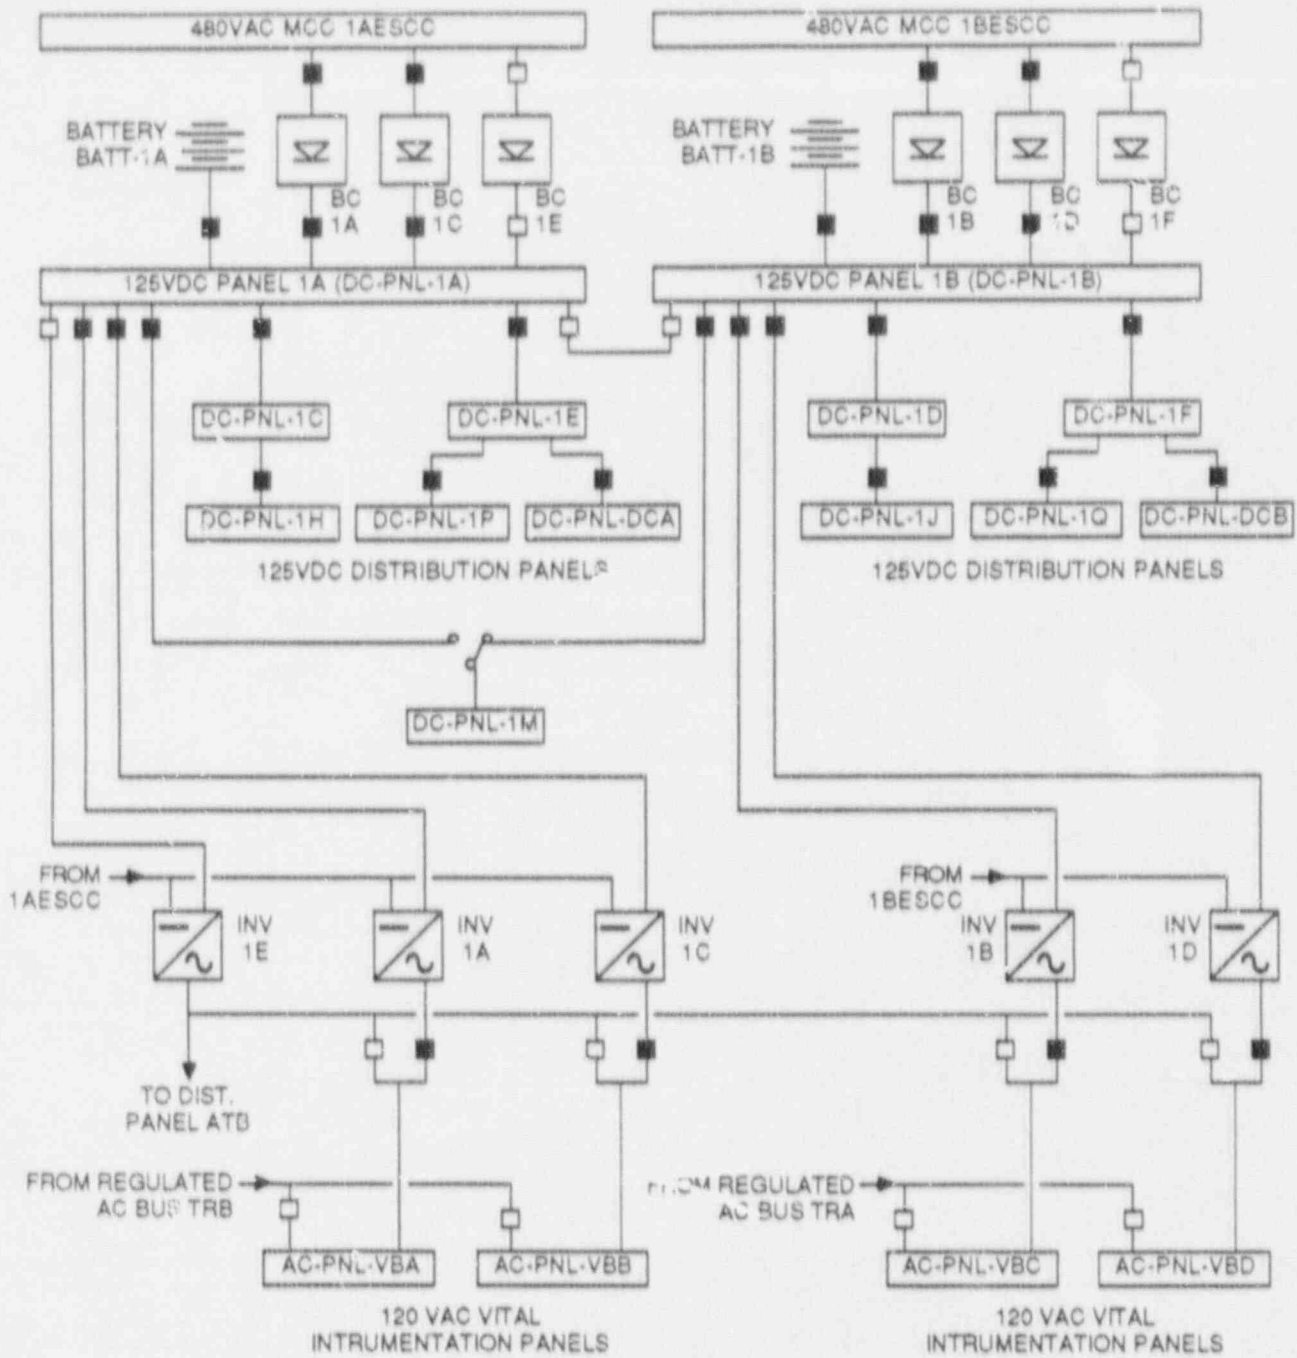 480VAC MCC 1AESCC
480VAC MCC 1BESCC
BATTERY
BATT-1A
BC
1A
BC
1C
BC
1E
BATTERY
BATT-1B
BC
1B
BC
1D
BC
1F
125VDC PANEL 1A (DC-PNL-1A)
125VDC PANEL 1B (DC-PNL-1B)
DC-PNL-1C
DC-PNL-1E
DC-PNL-1D
DC-PNL-1F
DC-PNL-1H
DC-PNL-1P
DC-PNL-DCA
DC-PNL-1J
DC-PNL-1Q
DC-PNL-DCB
125VDC DISTRIBUTION PANELS
125VDC DISTRIBUTION PANELS
DC-PNL-1M
FROM
1AESCC
FROM
1BESCC
INV
1E
INV
1A
INV
1C
INV
1B
INV
1D
TO DIST.
PANEL ATB
FROM REGULATED
AC BUS TRB
FROM REGULATED
AC BUS TRA
AC-PNL-VBA
AC-PNL-VBB
AC-PNL-VBC
AC-PNL-VBD
120 VAC VITAL
INTRUMENTATION PANELS
120 VAC VITAL
INTRUMENTATION PANELS